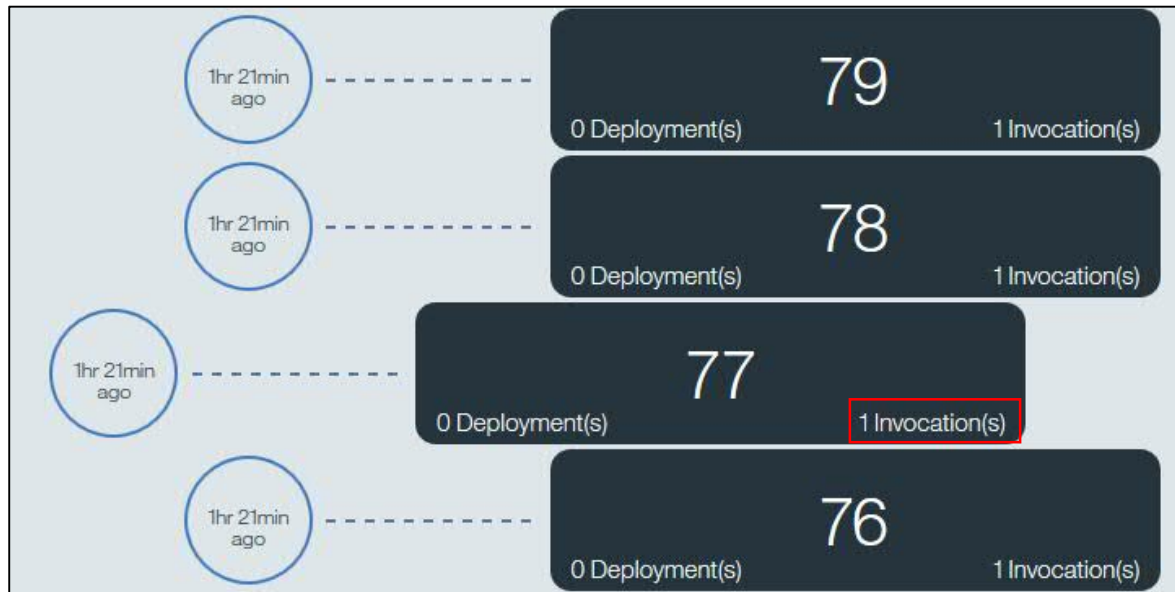 1hr 21min
ago
79
0 Deployment(s) 1 Invocation(s)
1hr 21min
ago
78
0 Deployment(s) 1 Invocation(s)
1hr 21min
ago
77
0 Deployment(s) 1 Invocation(s)
1hr 21min
ago
76
0 Deployment(s) 1 Invocation(s)